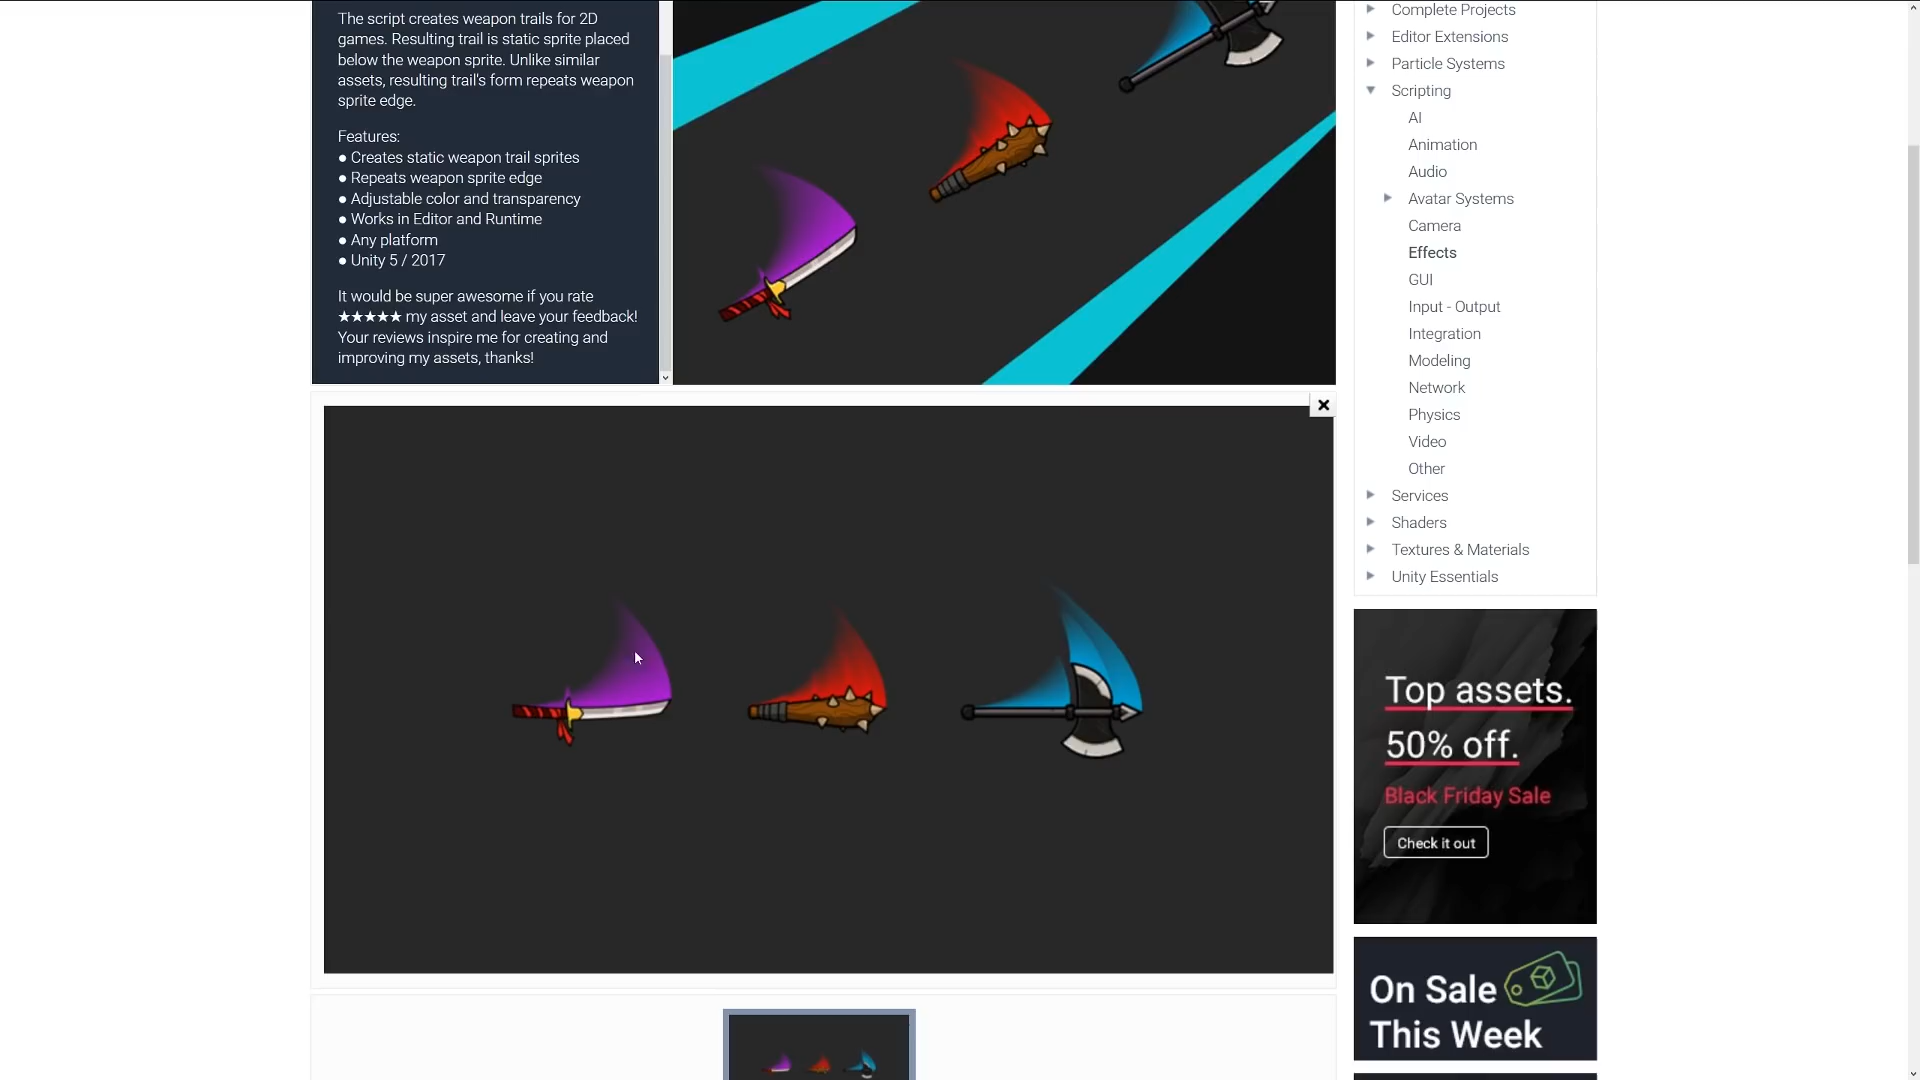 The script creates weapon trails for 2D
games. Resulting trail is static sprite placed
below the weapon sprite. Unlike similar
assets, resulting trail's form repeats weapon
sprite edge.
Features:
● Creates static weapon trail sprites
● Repeats weapon sprite edge
● Adjustable color and transparency
● Works in Editor and Runtime
● Any platform
● Unity 5 / 2017
It would be super awesome if you rate
★★★★★ my asset and leave your feedback!
Your reviews inspire me for creating and
improving my assets, thanks!
Complete Projects
Editor Extensions
Particle Systems
Scripting
AI
Animation
Audio
Avatar Systems
Camera
Effects
GUI
Input - Output
Integration
Modeling
Network
Physics
Video
Other
Services
Shaders
Textures & Materials
Unity Essentials
Top assets.
50% off.
Black Friday Sale
Check it out
On Sale
This Week